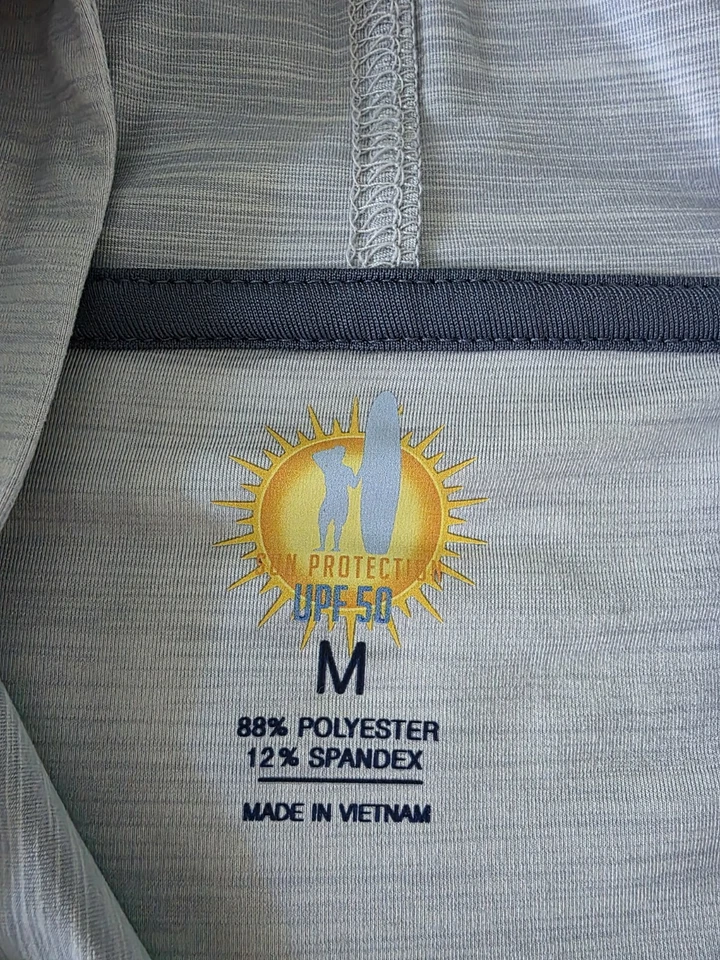 SUN PROTECTION
UPF 50
M
88% POLYESTER
12% SPANDEX
MADE IN VIETNAM